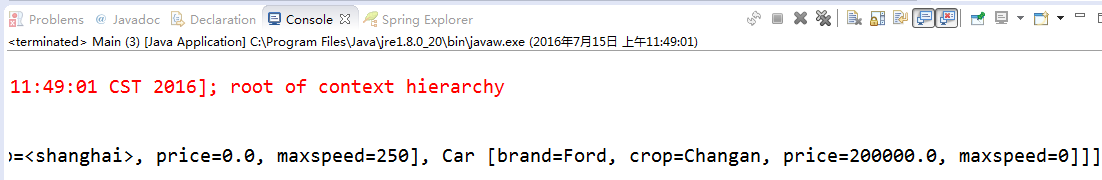 Problems @ Javadoc Declaration Console Spring Explorer
<terminated> Main (3) [Java Application] C:\Program Files\Java\jre1.8.0_20\bin\javaw.exe (2016年7月15日 上午11:49:01)
11:49:01 CST 2016]; root of context hierarchy
=<shanghai>, price=0.0, maxspeed=250], Car [brand=Ford, crop=Changan, price=200000.0, maxspeed=0]]]